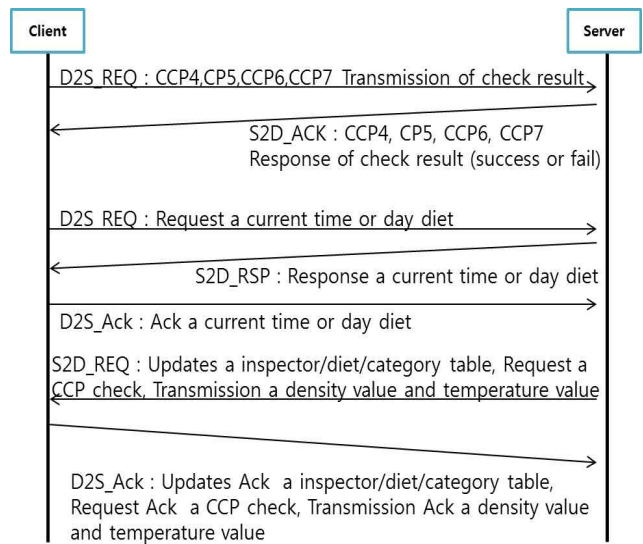 Client
Server
D2S_REQ : CCP4,CP5,CCP6,CCP7 Transmission of check result
S2D_ACK : CCP4, CP5, CCP6, CCP7
Response of check result (success or fail)
D2S REQ : Request a current time or day diet
S2D_RSP : Response a current time or day diet
D2S_Ack : Ack a current time or day diet
S2D_REQ : Updates a inspector/diet/category table, Request a
CCP check, Transmission a density value and temperature value
D2S_Ack : Updates Ack a inspector/diet/category table,
Request Ack a CCP check, Transmission Ack a density value
and temperature value